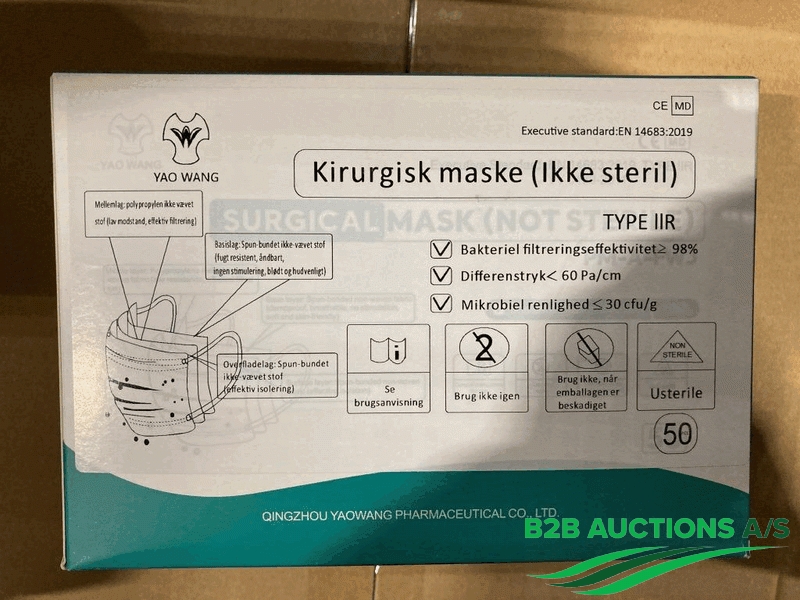 CE MD
Executive standard:EN 14683:2019
YAO WANG
YAO WANG
Kirurgisk maske (Ikke steril)
SURGICAL MASK (NOT STERILE)
TYPE IIR
Mellemlag: polypropylen ikke vævet
stof (lav modstand, effektiv filtrering)
Basislag: Spun-bundet ikke-vævet stof
(fugt resistent, åndbart,
ingen stimulering, blødt og hudvenligt)
Overfladelag: Spun-bundet
ikke-vævet stof
(effektiv isolering)
Bakteriel filtreringseffektivitet≥ 98%
Differenstryk< 60 Pa/cm
Mikrobiel renlighed ≤ 30 cfu/g
Se
brugsanvisning
2
Brug ikke igen
Brug ikke, når
emballagen er
beskadiget
NON
STERILE
Usterile
50
QINGZHOU YAOWANG PHARMACEUTICAL CO., LTD.
B2B AUCTIONS A/S